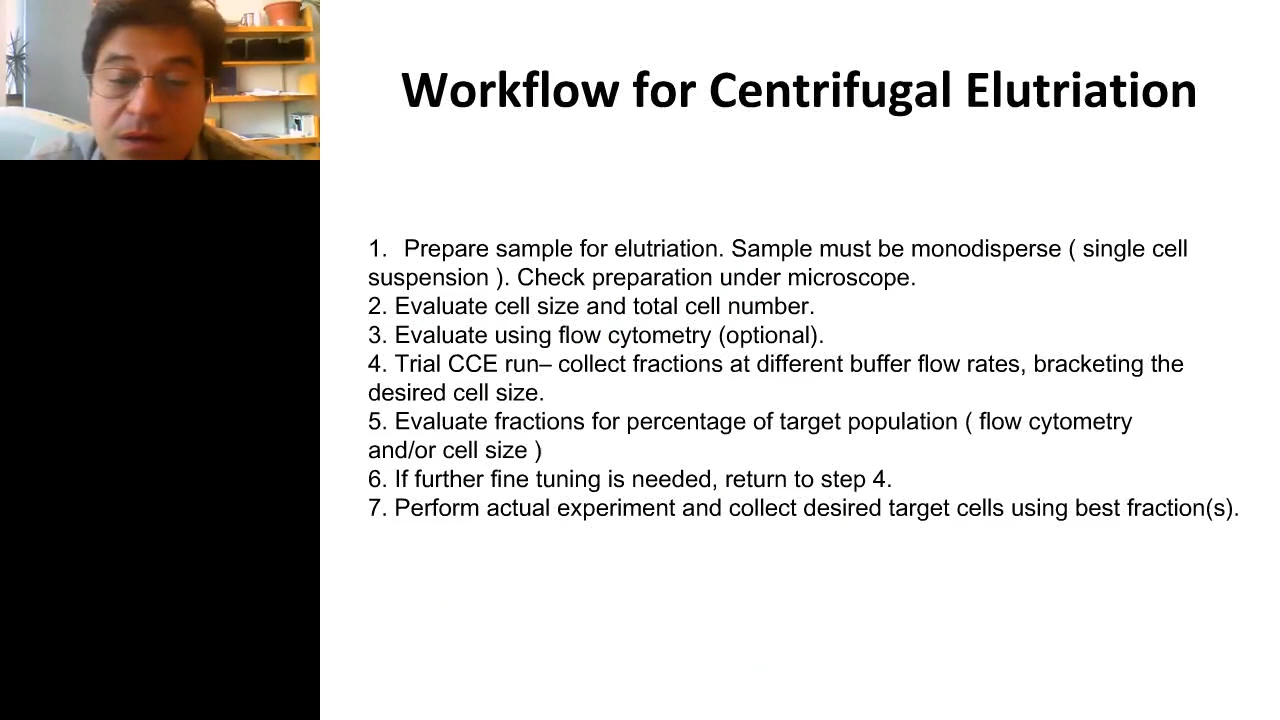 Workflow for Centrifugal Elutriation
1. Prepare sample for elutriation. Sample must be monodisperse ( single cell
suspension ). Check preparation under microscope.
2. Evaluate cell size and total cell number.
3. Evaluate using flow cytometry (optional).
4. Trial CCE run– collect fractions at different buffer flow rates, bracketing the
desired cell size.
5. Evaluate fractions for percentage of target population ( flow cytometry
and/or cell size )
6. If further fine tuning is needed, return to step 4.
7. Perform actual experiment and collect desired target cells using best fraction(s).